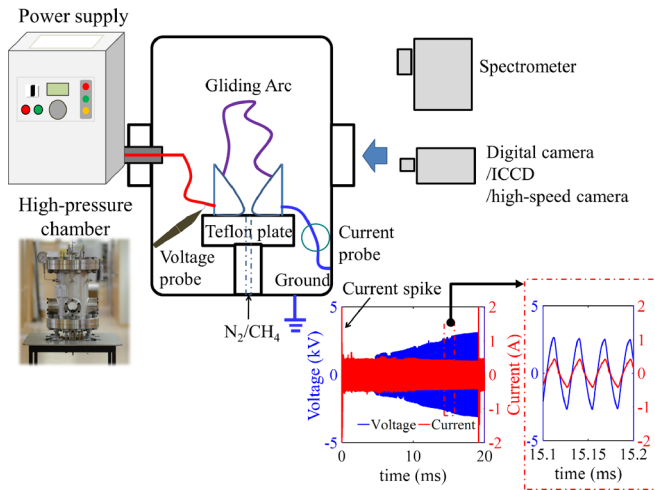 Power supply
Gliding Arc
Spectrometer
Digital camera
/ICCD
/high-speed camera
High-pressure
chamber
Teflon plate
Voltage
probe
Current
probe
Ground
N₂/CH₄
Current spike
5
0
-5
Voltage (kV)
2
1
0
-1
-2
Current (A)
Voltage
Current
0
10
20
time (ms)
5
0
-5
2
1
0
-1
-2
15.1
15.15
15.2
time (ms)